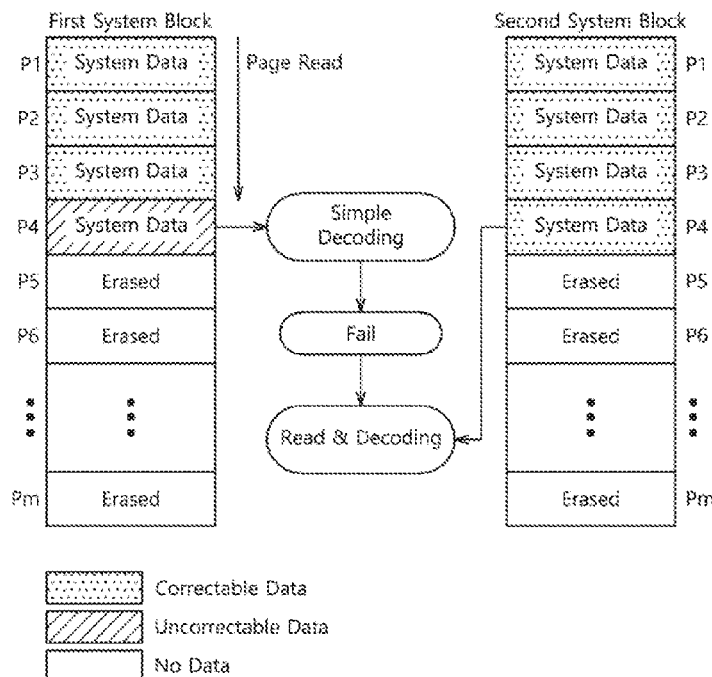 First System Block
Second System Block
P1 System Data
Page Read
System Data P1
P2 System Data
System Data P2
P3 System Data
System Data P3
P4 System Data
Simple
Decoding
System Data P4
P5 Erased
Erased P5
P6 Erased
Fail
Erased P6
Read & Decoding
Pm Erased
Erased Pm
Correctable Data
Uncorrectable Data
No Data